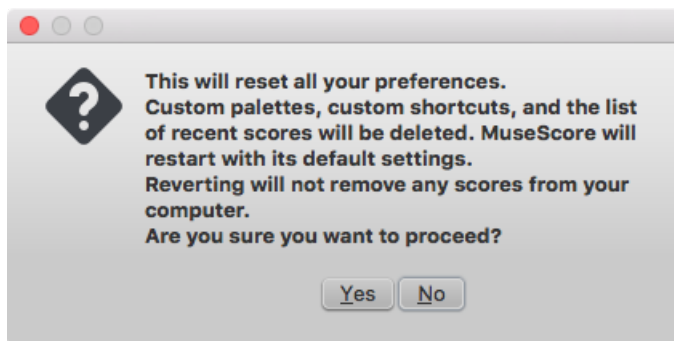 This will reset all your preferences.
Custom palettes, custom shortcuts, and the list
of recent scores will be deleted. MuseScore will
restart with its default settings.
Reverting will not remove any scores from your
computer.
Are you sure you want to proceed?
Yes No